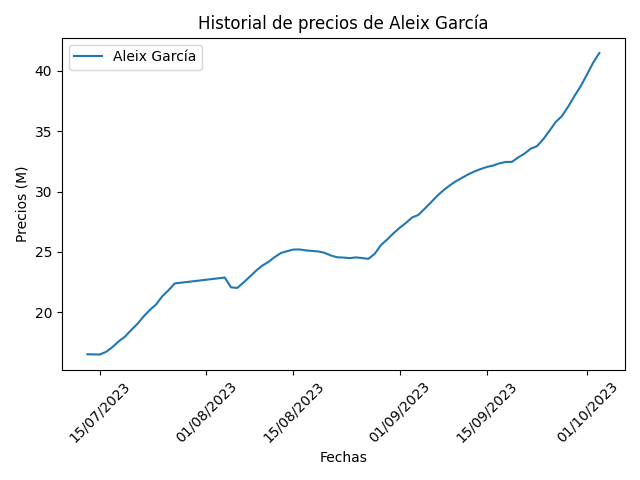 Historial de precios de Aleix García
Aleix García
Precios (M)
40
35
30
25
20
15/07/2023
01/08/2023
15/08/2023
01/09/2023
15/09/2023
01/10/2023
Fechas